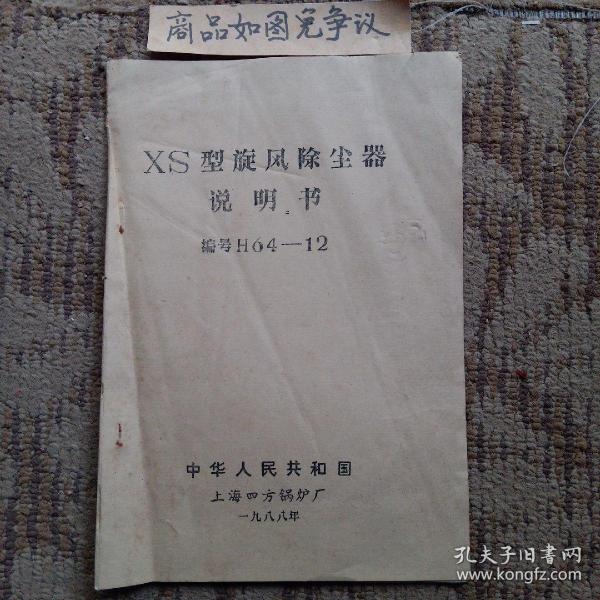 商品如图免争议
XS型旋风除尘器
说明书
编号H64—12
中华人民共和国
上海四方锅炉厂
一九八八年
孔夫子旧书网
www.kongfz.com